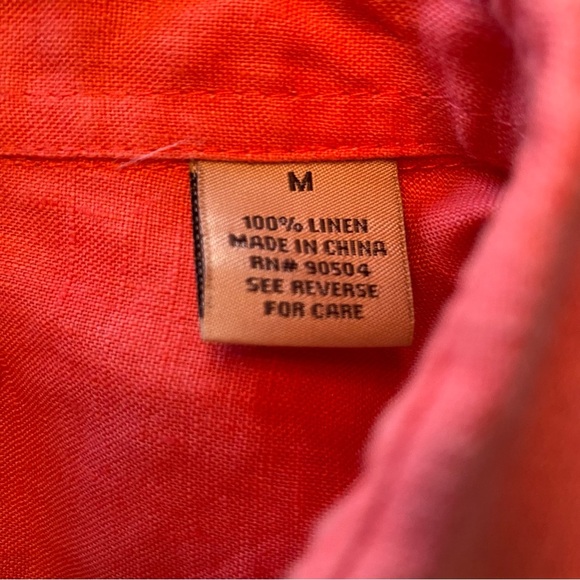 M
100% LINEN
MADE IN CHINA
RN# 90504
SEE REVERSE
FOR CARE